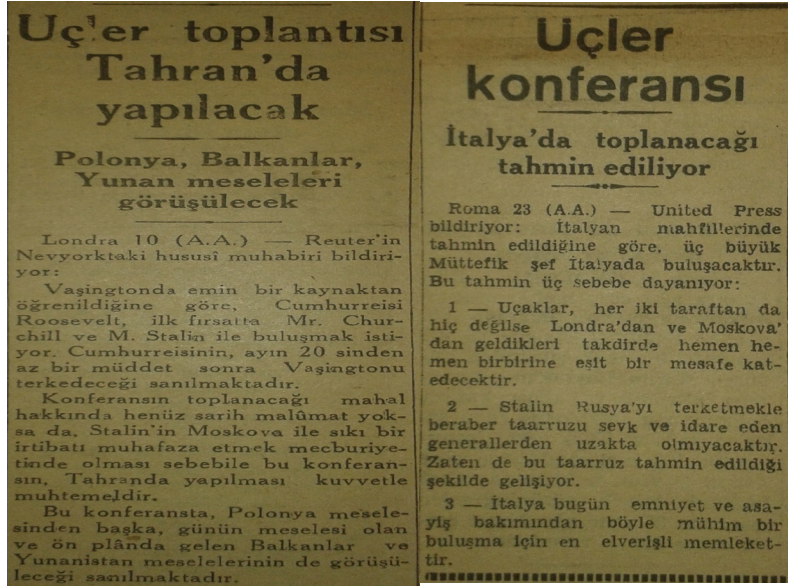 Uçler toplantısı
Tahran'da
yapılacak
Polonya, Balkanlar,
Yunan meseleleri
görüşülecek
Londra 10 (A.A.) — Reuter'in
Nevyorktaki hususî muhabiri bildiri-
yor:
Vaşingtonda emin bir kaynaktan
öğrenildiğine göre, Cumhurreisi
Roosevelt, ilk fırsatta Mr. Chur-
chill ve M. Stalin ile buluşmak isti-
yor. Cumhurreisinin, ayın 20 sinden
az bir müddet sonra Vaşingtonu
terkedeceği sanılmaktadır.
Konferansın toplanacağı mahal
hakkında henüz sarih malûmat yok-
sa da, Stalin'in Moskova ile sıkı bir
irtibatı muhafaza etmek mecburiye-
tinde olması sebebile bu konferan-
sın, Tahranda yapılması kuvvetle
muhtemeldir.
Bu konferansta, Polonya mesele-
sinden başka, günün meselesi olan
ve ön plânda gelen Balkanlar ve
Yunanistan meselelerinin de görüşü-
leceği sanılmaktadır.
Üçler
konferansı
İtalya'da toplanacağı
tahmin ediliyor
Roma 23 (A.A.) — United Press
bildiriyor: İtalyan mahfillerinde
tahmin edildiğine göre, üç büyük
Müttefik şef İtalyada buluşacaktır.
Bu tahmin üç sebebe dayanıyor:
1 — Uçaklar, her iki taraftan da
hiç değilse Londra'dan ve Moskova'
dan geldikleri takdirde hemen he-
men birbirine eşit bir mesafe kat-
edecektir.
2 — Stalin Rusya'yı terketmekle
beraber taarruzu sevk ve idare eden
generallerden uzakta olmıyacaktır.
Zaten de bu taarruz tahmin edildiği
şekilde gelişiyor.
3 — İtalya bugün emniyet ve asa-
yiş bakımından böyle mühim bir
buluşma için en elverişli memleket-
tir.